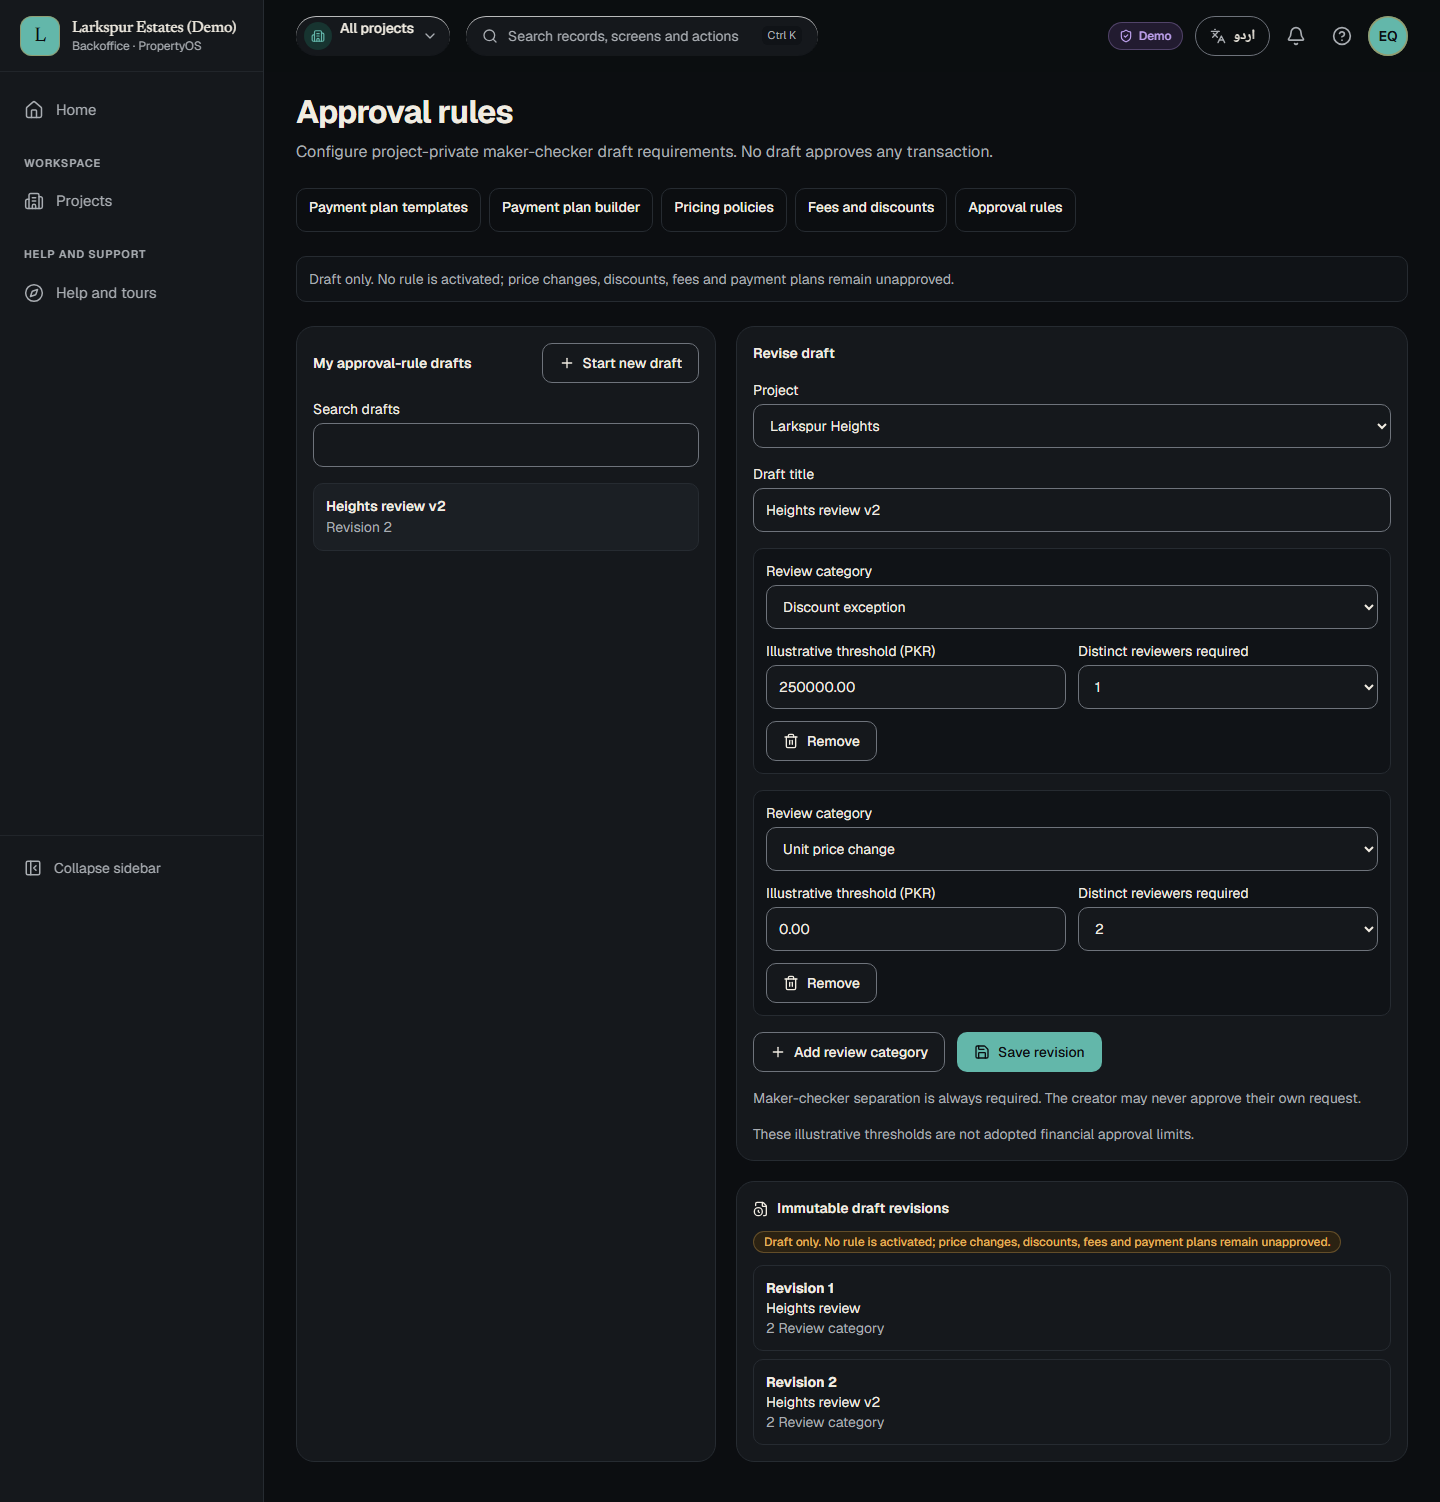 L
Larkspur Estates (Demo)
Backoffice · PropertyOS
Home
WORKSPACE
Projects
HELP AND SUPPORT
Help and tours
Collapse sidebar
All projects
Search records, screens and actions
Ctrl K
Demo
اردو
EQ
Approval rules
Configure project-private maker-checker draft requirements. No draft approves any transaction.
Payment plan templates
Payment plan builder
Pricing policies
Fees and discounts
Approval rules
Draft only. No rule is activated; price changes, discounts, fees and payment plans remain unapproved.
My approval-rule drafts
Start new draft
Search drafts
Heights review v2
Revision 2
Revise draft
Project
Larkspur Heights
Draft title
Heights review v2
Review category
Discount exception
Illustrative threshold (PKR)
Distinct reviewers required
250000.00
1
Remove
Review category
Unit price change
Illustrative threshold (PKR)
Distinct reviewers required
0.00
2
Remove
Add review category
Save revision
Maker-checker separation is always required. The creator may never approve their own request.
These illustrative thresholds are not adopted financial approval limits.
Immutable draft revisions
Draft only. No rule is activated; price changes, discounts, fees and payment plans remain unapproved.
Revision 1
Heights review
2 Review category
Revision 2
Heights review v2
2 Review category